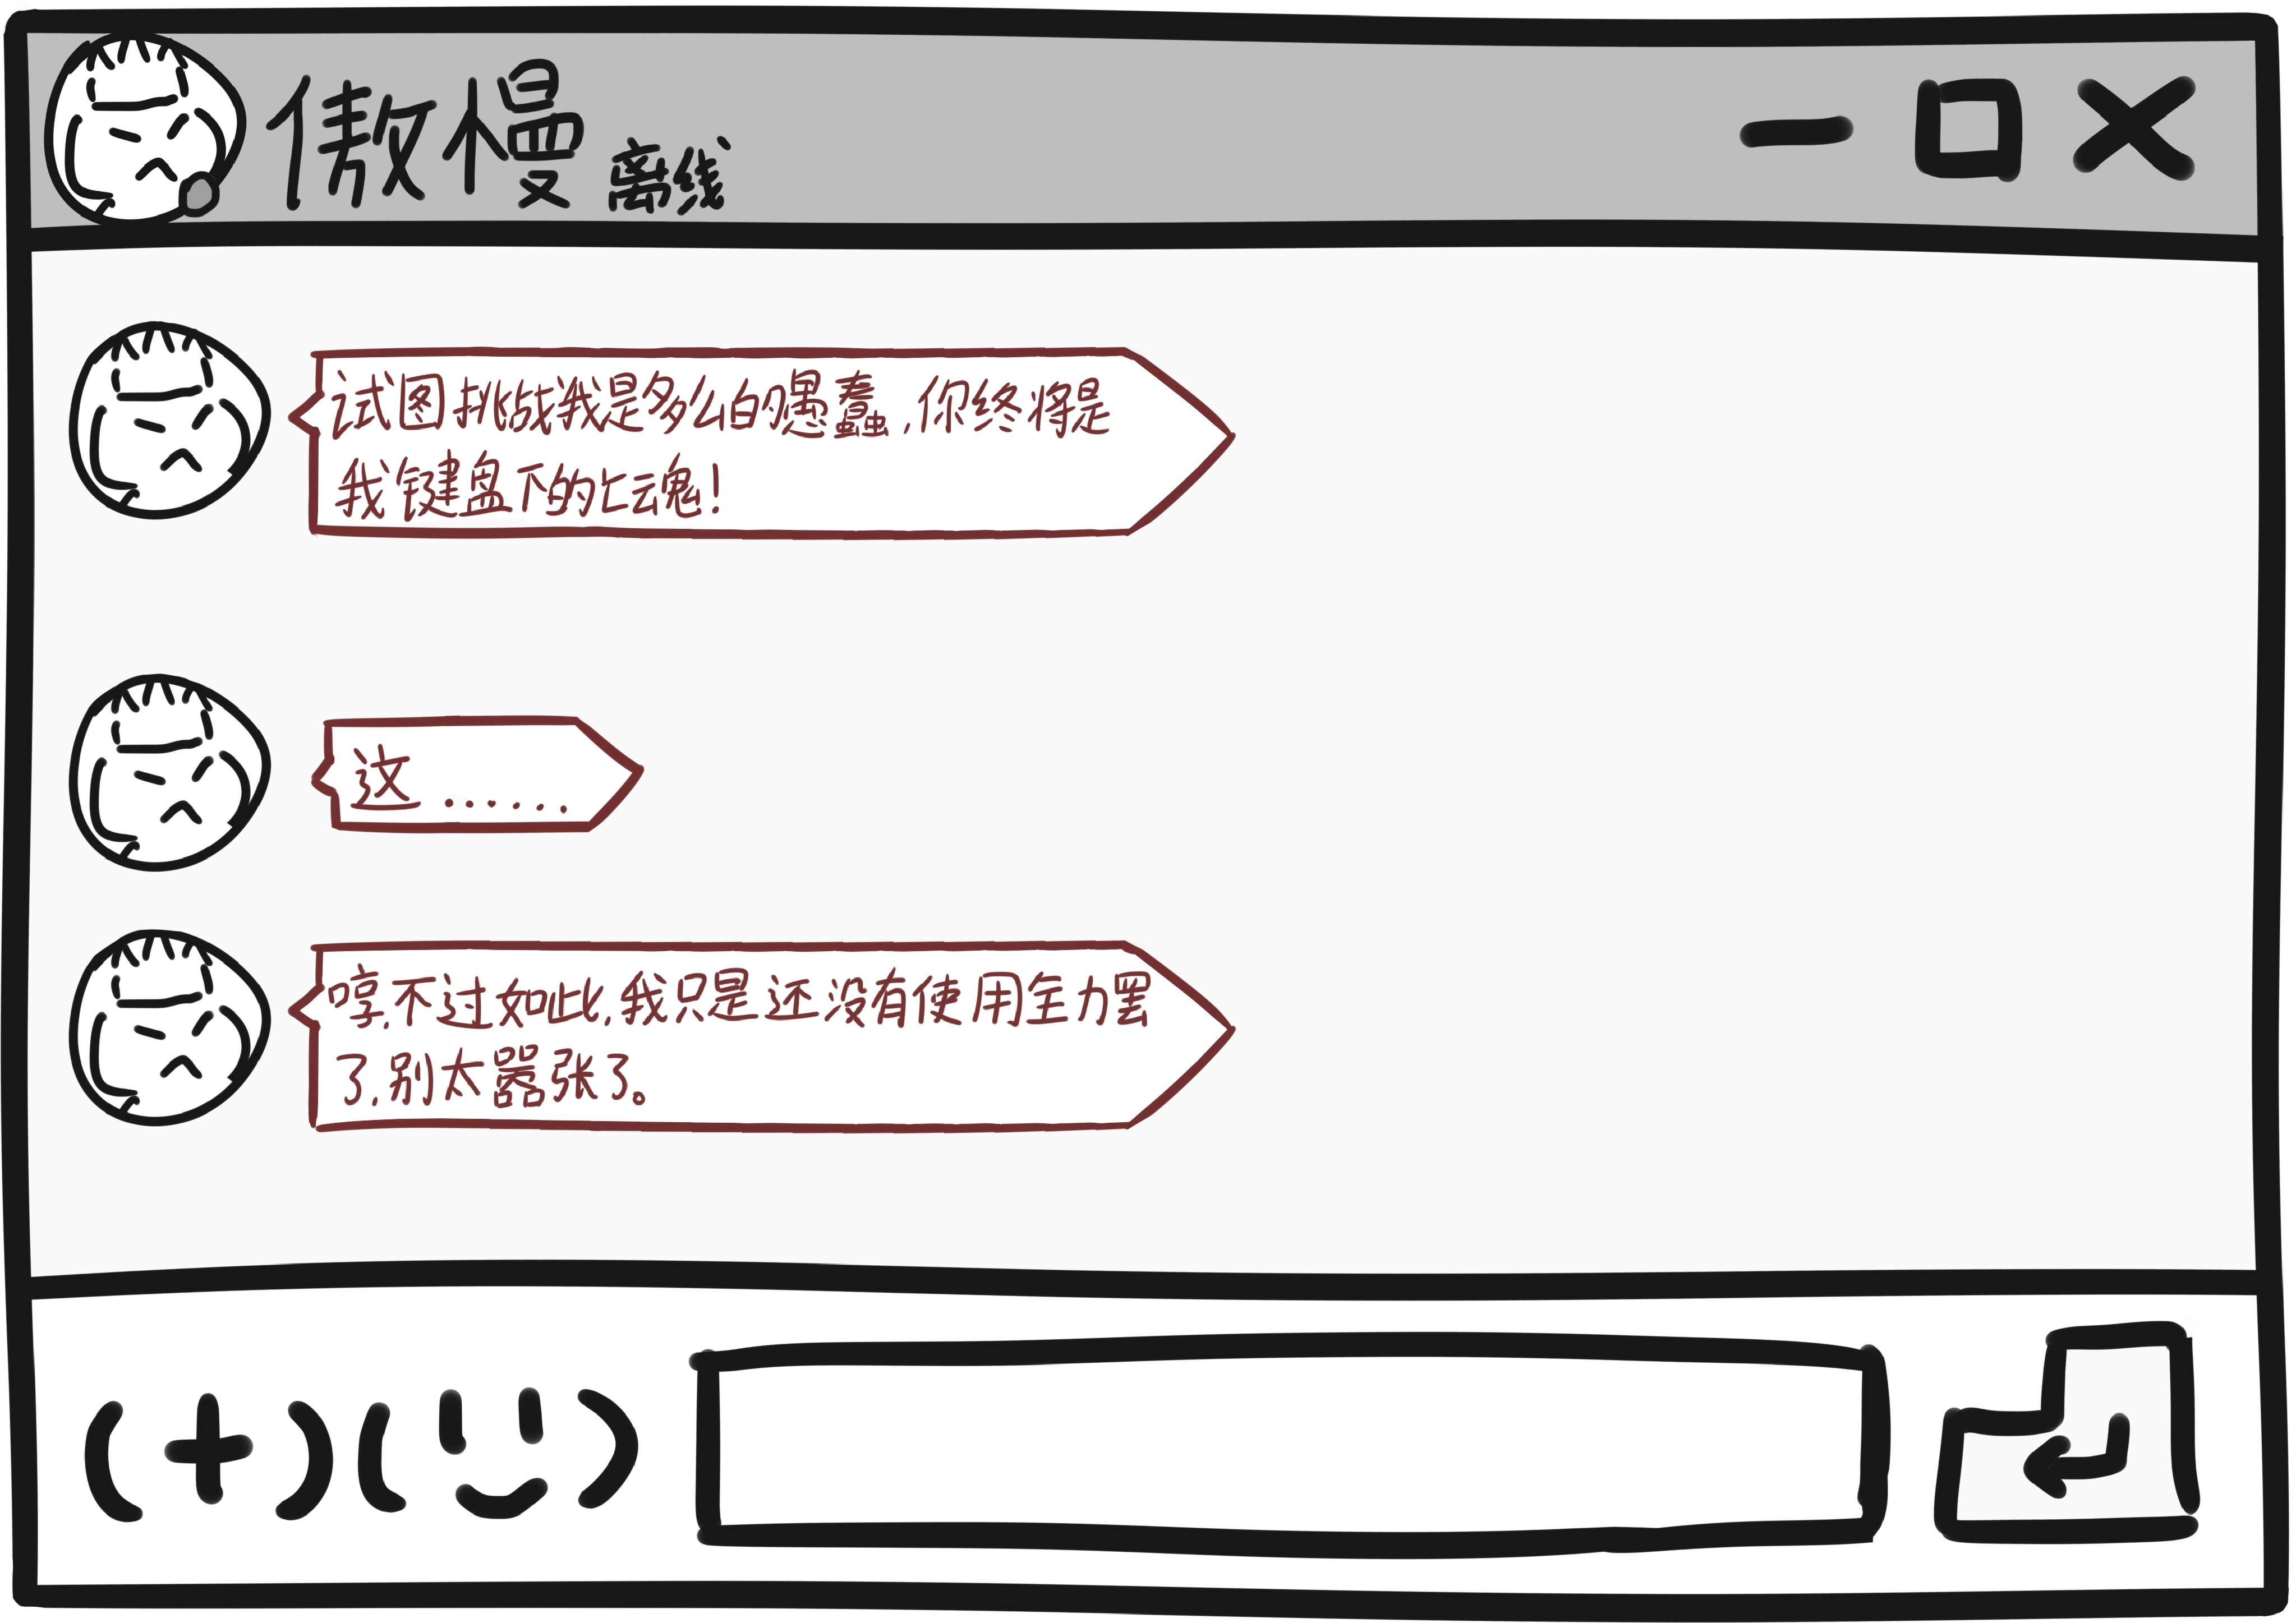 傲慢 离线
试图挑战我是多么的愚蠢,你终将是
我键盘下的亡魂!
这.......
哼,不过如此,我只是还没有使用全力罢
了,别太嚣张了。